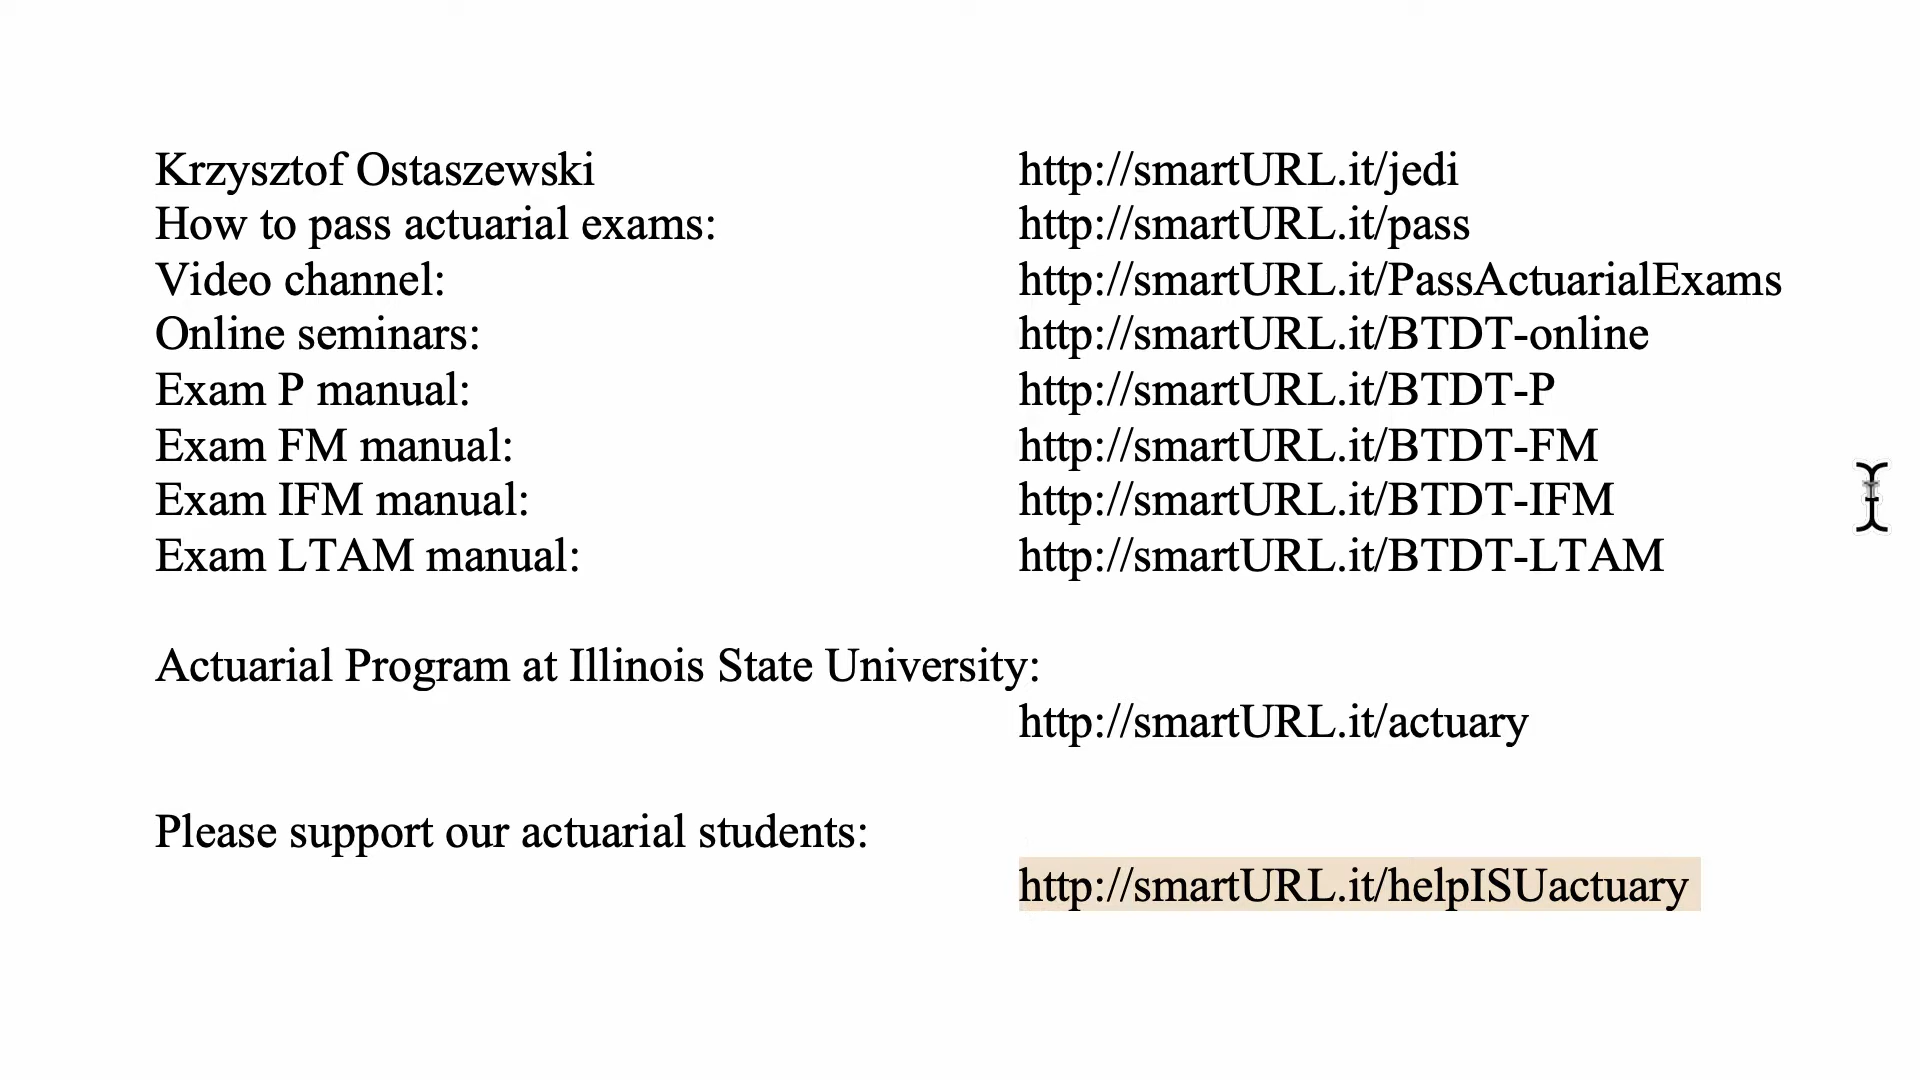 Krzysztof Ostaszewski http://smartURL.it/jedi
How to pass actuarial exams: http://smartURL.it/pass
Video channel: http://smartURL.it/PassActuarialExams
Online seminars: http://smartURL.it/BTDT-online
Exam P manual: http://smartURL.it/BTDT-P
Exam FM manual: http://smartURL.it/BTDT-FM
Exam IFM manual: http://smartURL.it/BTDT-IFM
Exam LTAM manual: http://smartURL.it/BTDT-LTAM
Actuarial Program at Illinois State University:
http://smartURL.it/actuary
Please support our actuarial students:
http://smartURL.it/helpISUactuary